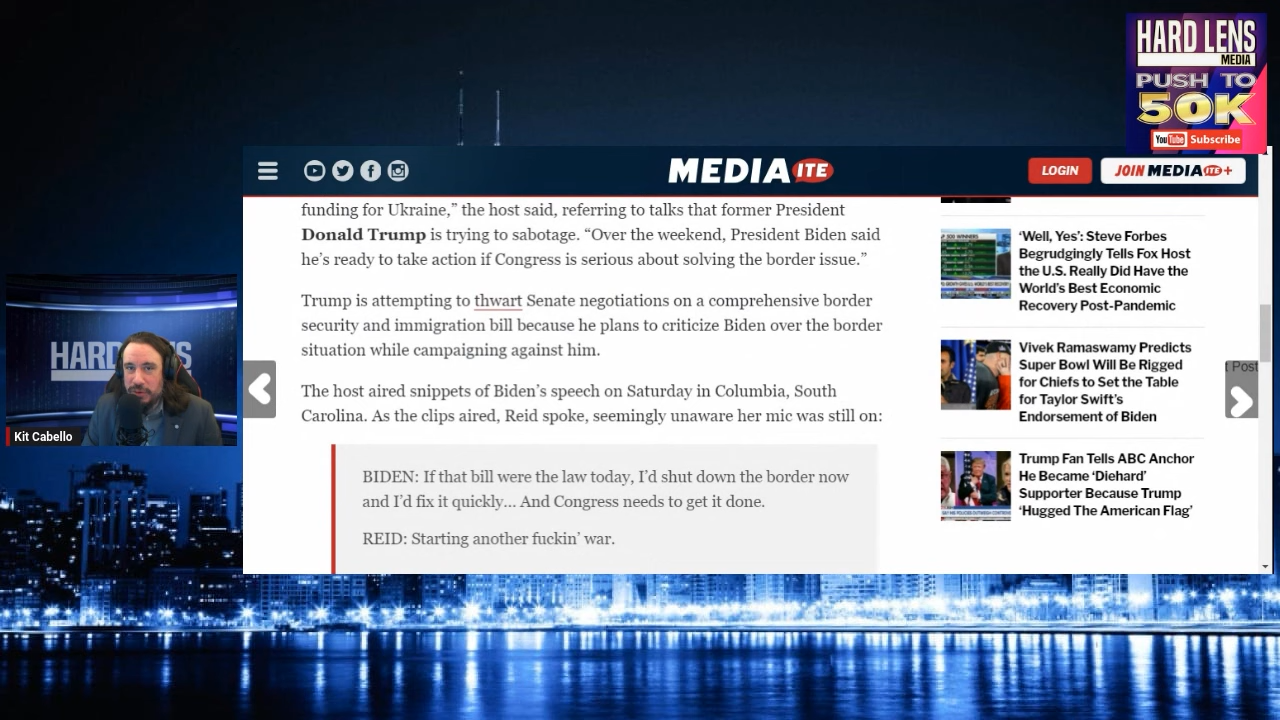 HARD LENS
MEDIA
PUSH TO
50K
YouTube Subscribe
MEDIAITE
LOGIN
JOIN MEDIAITE+
funding for Ukraine,” the host said, referring to talks that former President
Donald Trump is trying to sabotage. “Over the weekend, President Biden said
he’s ready to take action if Congress is serious about solving the border issue.”
Trump is attempting to thwart Senate negotiations on a comprehensive border
security and immigration bill because he plans to criticize Biden over the border
situation while campaigning against him.
The host aired snippets of Biden’s speech on Saturday in Columbia, South
Carolina. As the clips aired, Reid spoke, seemingly unaware her mic was still on:
BIDEN: If that bill were the law today, I’d shut down the border now
and I’d fix it quickly… And Congress needs to get it done.
REID: Starting another fuckin’ war.
‘Well, Yes’: Steve Forbes
Begrudgingly Tells Fox Host
the U.S. Really Did Have the
World’s Best Economic
Recovery Post-Pandemic
Vivek Ramaswamy Predicts
Super Bowl Will Be Rigged
for Chiefs to Set the Table
for Taylor Swift’s
Endorsement of Biden
t Post
Trump Fan Tells ABC Anchor
He Became ‘Diehard’
Supporter Because Trump
‘Hugged The American Flag’
HARD
NS
Kit Cabello